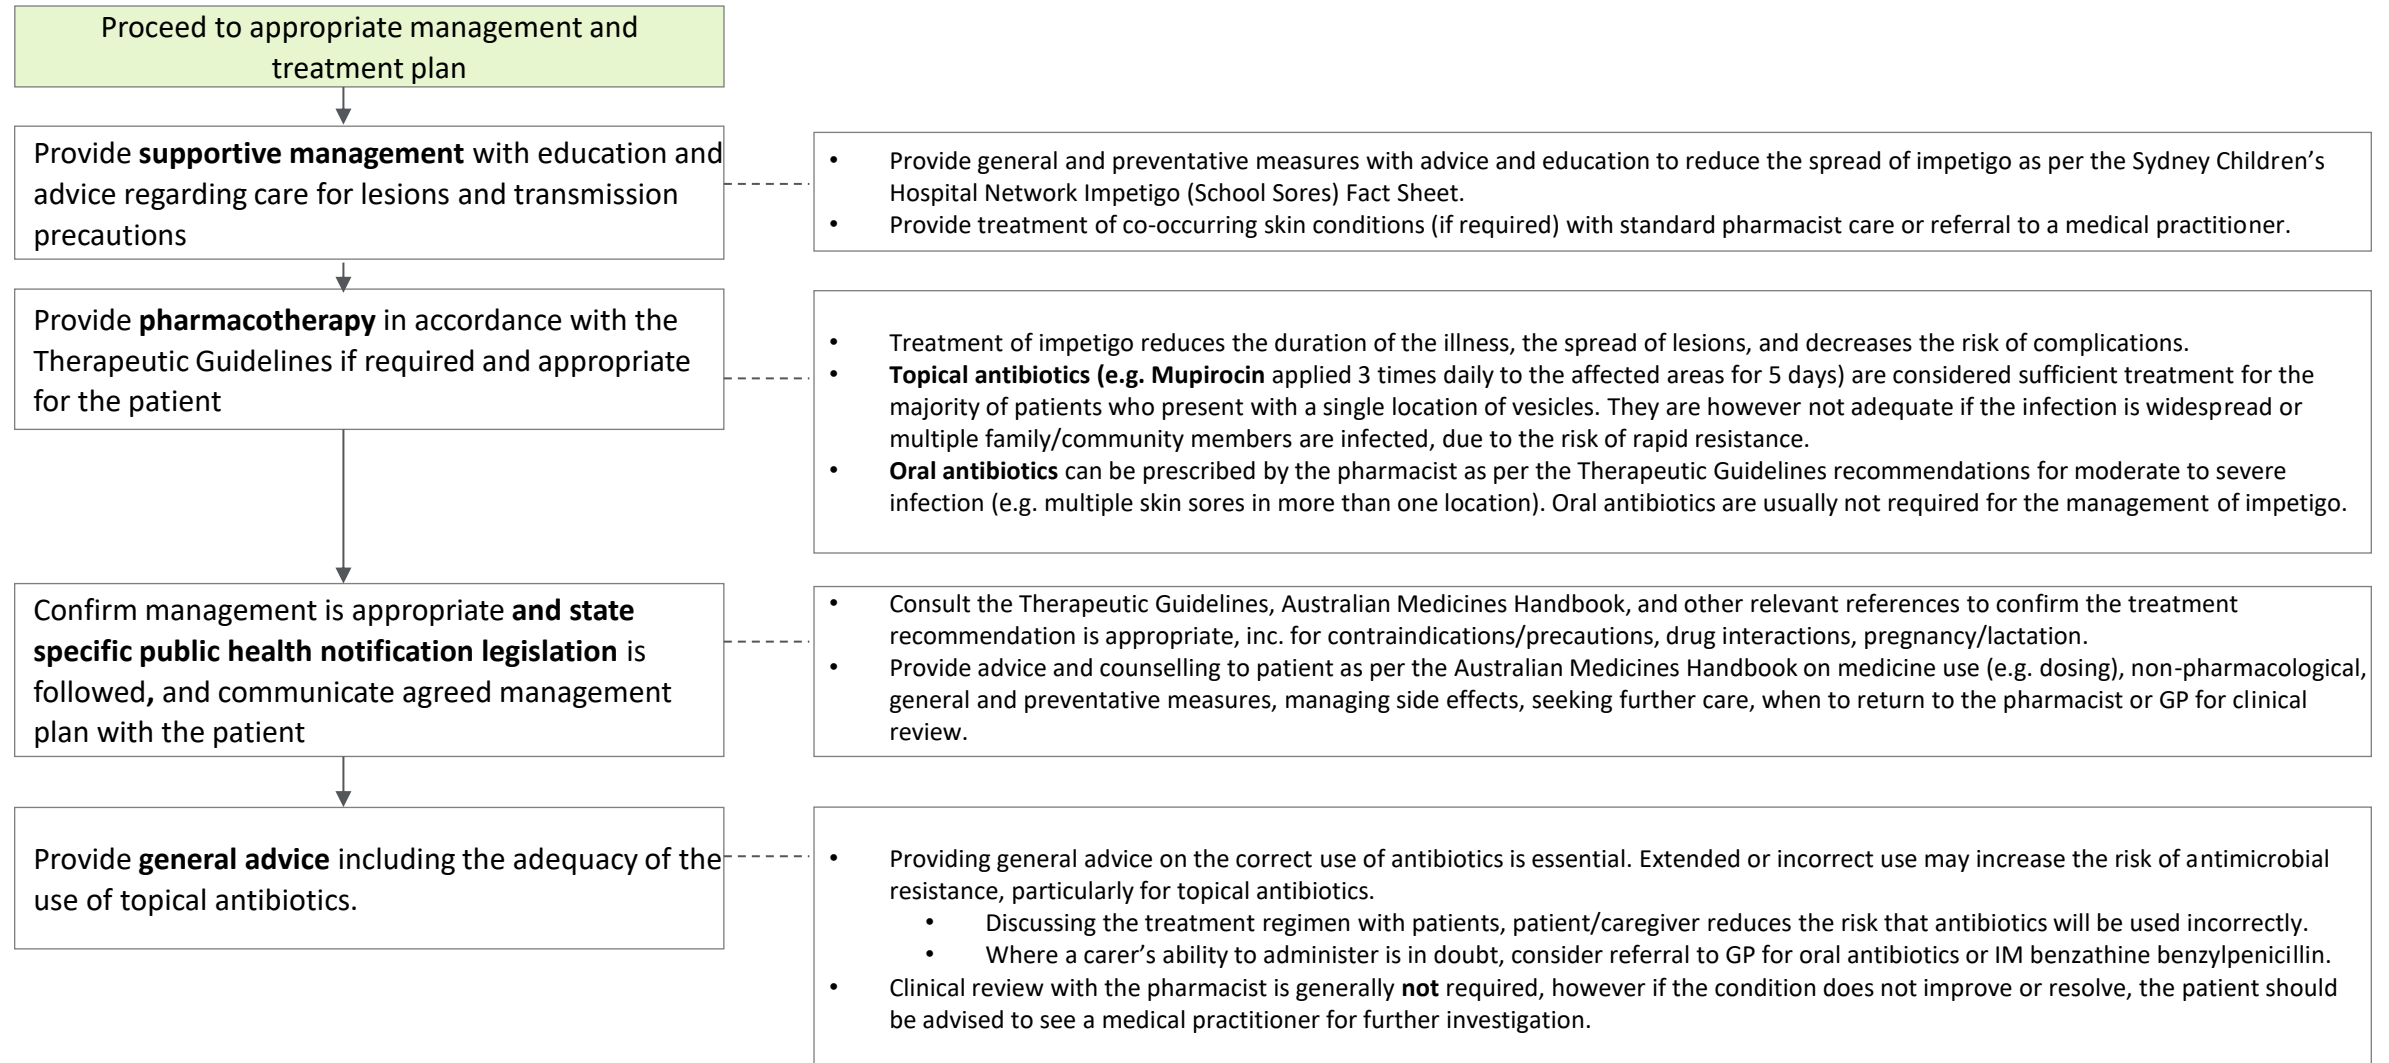 Proceed to appropriate management and
treatment plan
Provide supportive management with education and
advice regarding care for lesions and transmission
precautions
• Provide general and preventative measures with advice and education to reduce the spread of impetigo as per the Sydney Children's
Hospital Network Impetigo (School Sores) Fact Sheet.
• Provide treatment of co-occurring skin conditions (if required) with standard pharmacist care or referral to a medical practitioner.
Provide pharmacotherapy in accordance with the
Therapeutic Guidelines if required and appropriate
for the patient
• Treatment of impetigo reduces the duration of the illness, the spread of lesions, and decreases the risk of complications.
• Topical antibiotics (e.g. Mupirocin applied 3 times daily to the affected areas for 5 days) are considered sufficient treatment for the
majority of patients who present with a single location of vesicles. They are however not adequate if the infection is widespread or
multiple family/community members are infected, due to the risk of rapid resistance.
• Oral antibiotics can be prescribed by the pharmacist as per the Therapeutic Guidelines recommendations for moderate to severe
infection (e.g. multiple skin sores in more than one location). Oral antibiotics are usually not required for the management of impetigo.
Confirm management is appropriate and state
specific public health notification legislation is
followed, and communicate agreed management
plan with the patient
• Consult the Therapeutic Guidelines, Australian Medicines Handbook, and other relevant references to confirm the treatment
recommendation is appropriate, inc. for contraindications/precautions, drug interactions, pregnancy/lactation.
• Provide advice and counselling to patient as per the Australian Medicines Handbook on medicine use (e.g. dosing), non-pharmacological,
general and preventative measures, managing side effects, seeking further care, when to return to the pharmacist or GP for clinical
review.
Provide general advice including the adequacy of the
use of topical antibiotics.
• Providing general advice on the correct use of antibiotics is essential. Extended or incorrect use may increase the risk of antimicrobial
resistance, particularly for topical antibiotics.
• Discussing the treatment regimen with patients, patient/caregiver reduces the risk that antibiotics will be used incorrectly.
• Where a carer's ability to administer is in doubt, consider referral to GP for oral antibiotics or IM benzathine benzylpenicillin.
• Clinical review with the pharmacist is generally not required, however if the condition does not improve or resolve, the patient should
be advised to see a medical practitioner for further investigation.